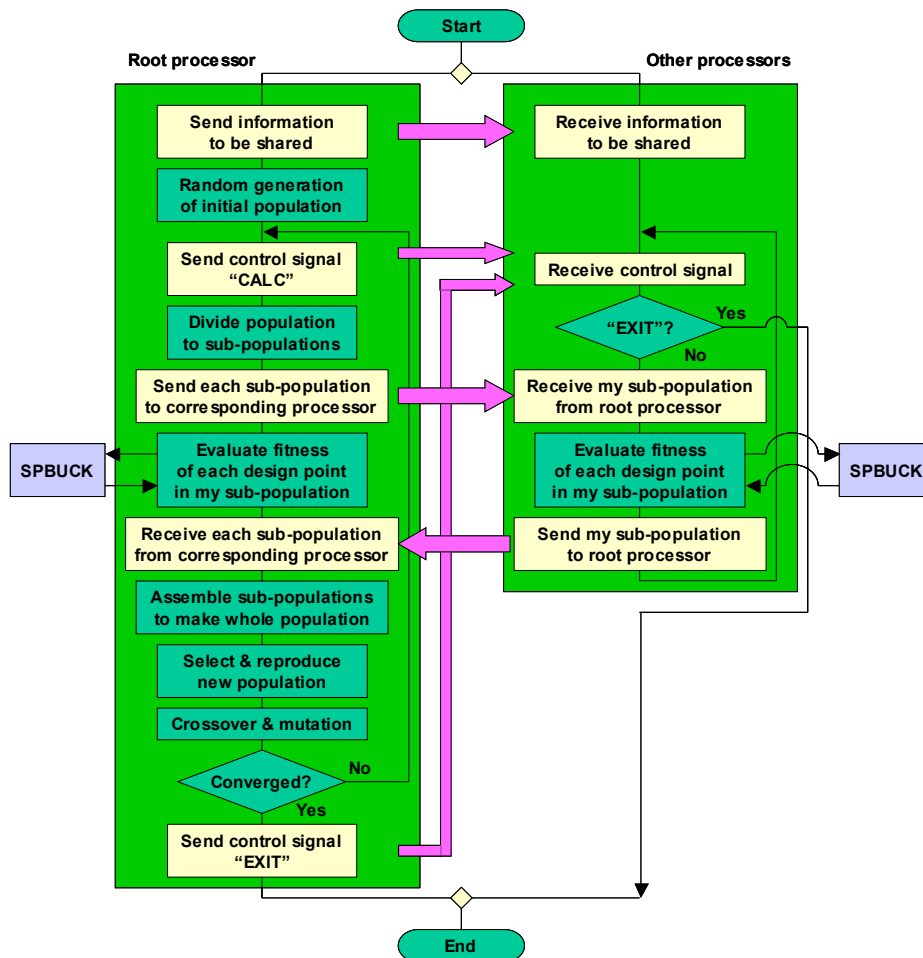 Start
Root processor
Other processors
Send information
to be shared
Receive information
to be shared
Random generation
of initial population
Send control signal
“CALC”
Receive control signal
Divide population
to sub-populations
“EXIT”?
Yes
No
Send each sub-population
to corresponding processor
Receive my sub-population
from root processor
SPBUCK
Evaluate fitness
of each design point
in my sub-population
Evaluate fitness
of each design point
in my sub-population
SPBUCK
Receive each sub-population
from corresponding processor
Send my sub-population
to root processor
Assemble sub-populations
to make whole population
Select & reproduce
new population
Crossover & mutation
Converged?
No
Yes
Send control signal
“EXIT”
End